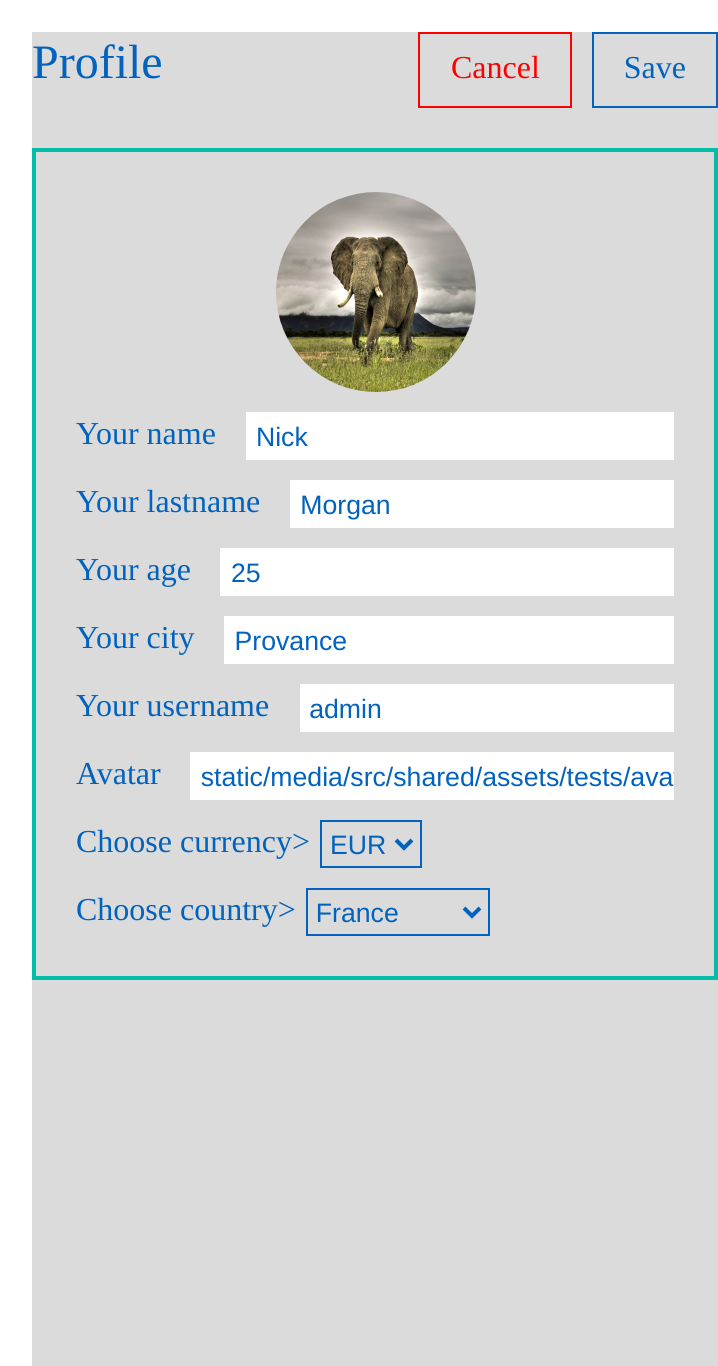 Profile Cancel Save
Your name Nick
Your lastname Morgan
Your age 25
Your city Provance
Your username admin
Avatar static/media/src/shared/assets/tests/ava
Choose currency> EUR
Choose country> France